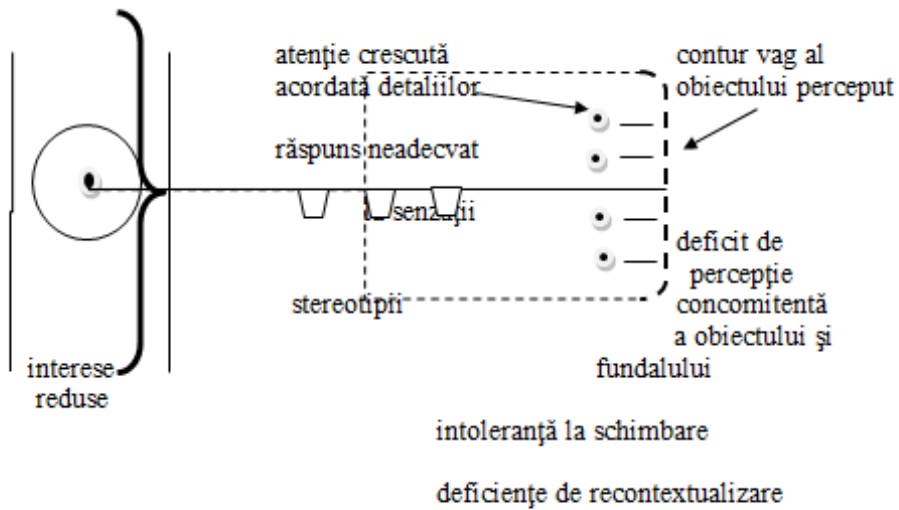 atenţie crescută
acordată detaliilor
contur vag al
obiectului perceput
răspuns neadecvat
senzaţii
deficit de
percepţie
concomitentă
a obiectului şi
fundalului
stereotipii
interese
reduse
intoleranţă la schimbare
deficienţe de recontextualizare